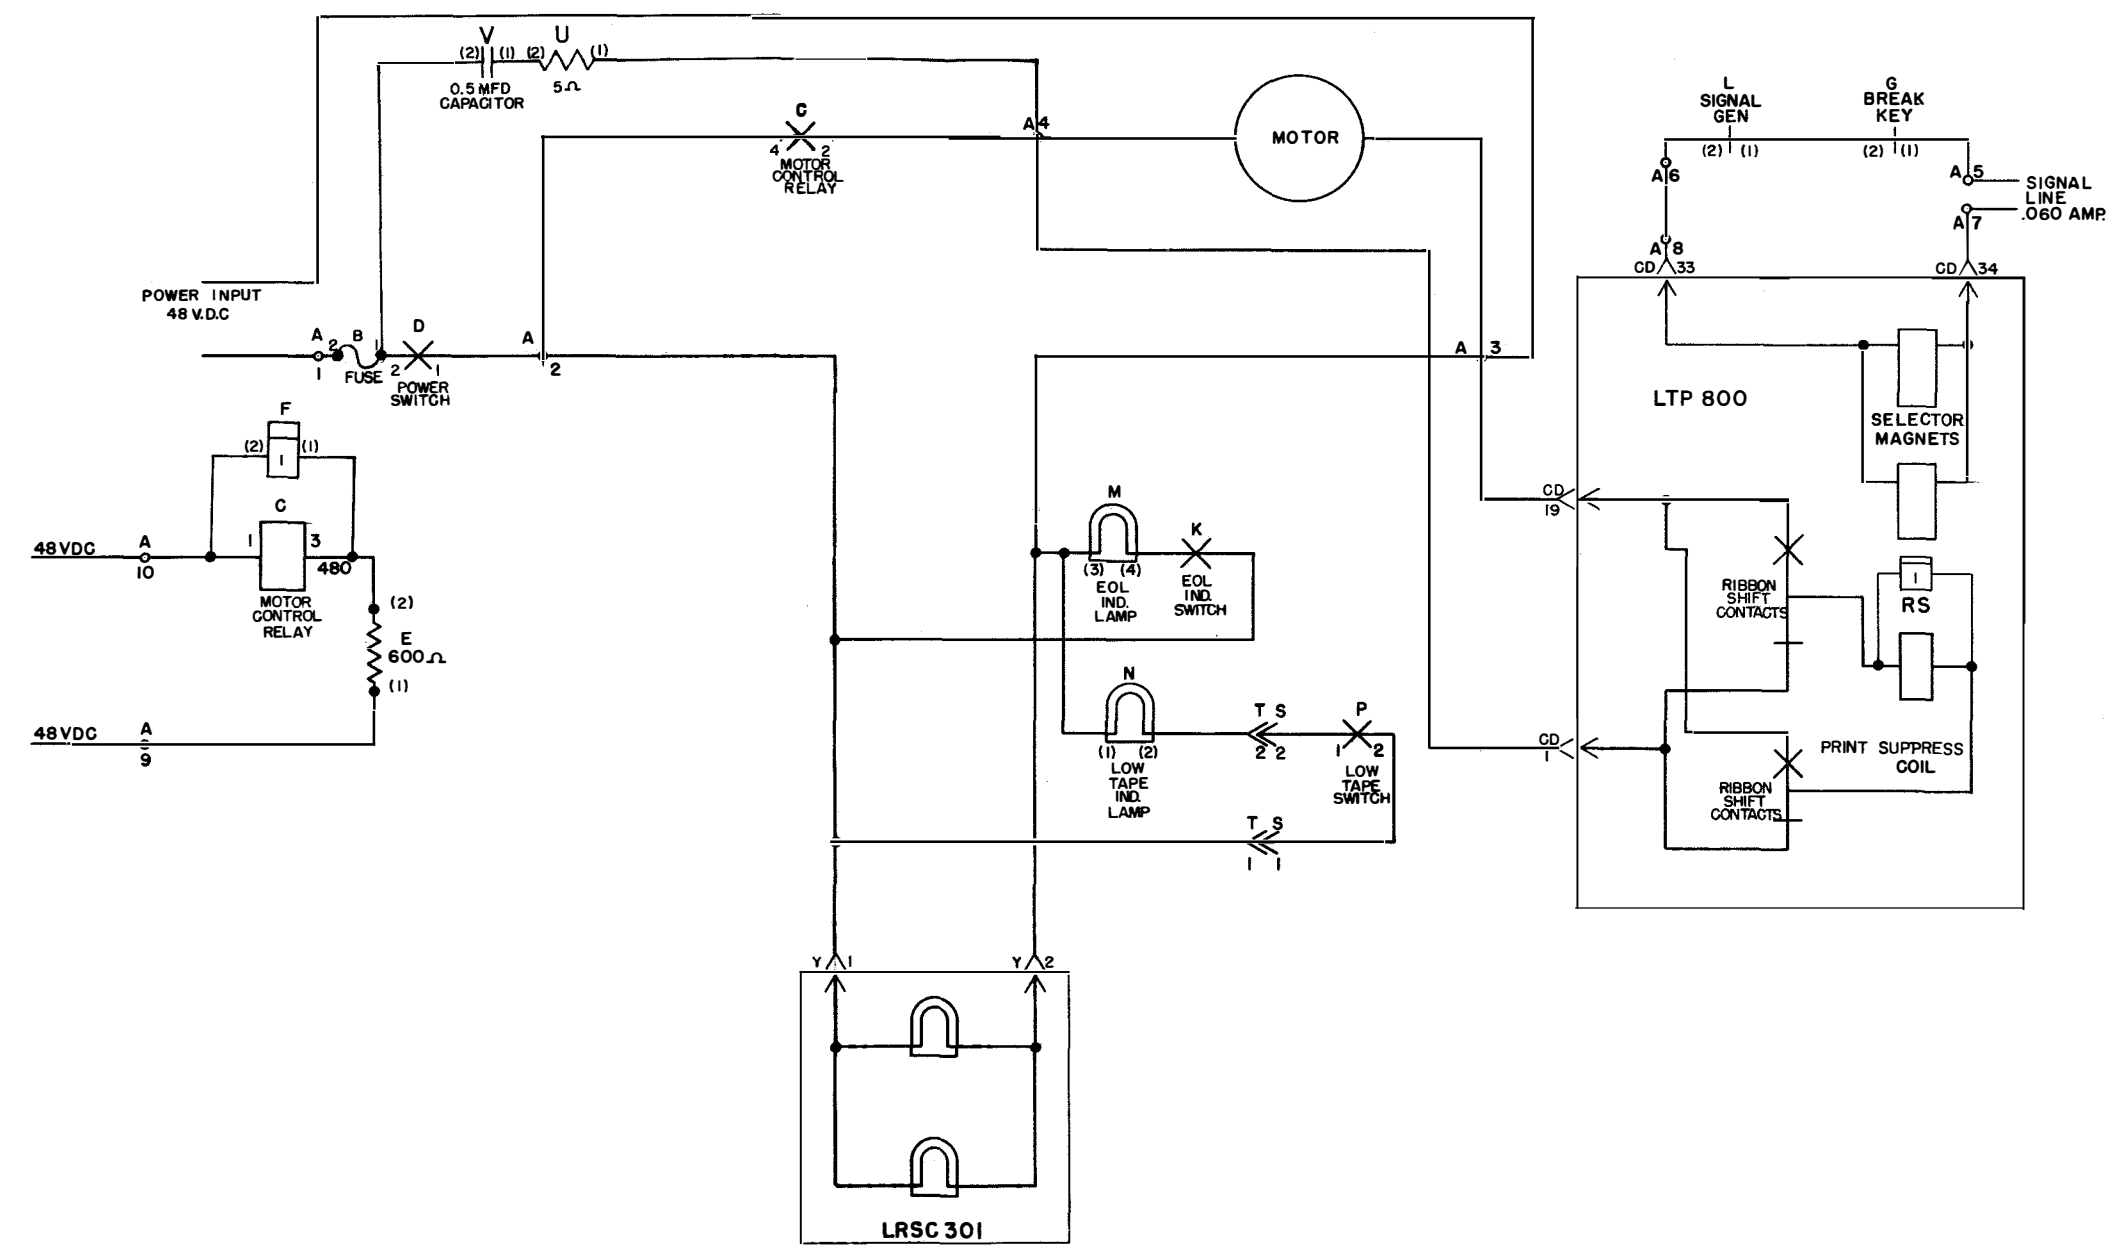 V
U
(2)
(1)
(2)
(1)
0.5 MFD
CAPACITOR
5Ω
C
4
2
MOTOR
CONTROL
RELAY
A 4
MOTOR
L
SIGNAL
GEN
G
BREAK
KEY
(2)
(1)
(2)
(1)
A 6
A 5
SIGNAL
LINE
.060 AMP.
A 7
A 8
CD 33
CD 34
POWER INPUT
48 V.D.C
A
1
2
B
1
FUSE
D
2
1
POWER
SWITCH
A
2
A 3
LTP 800
SELECTOR
MAGNETS
F
(2)
(1)
1
C
48 VDC
A
10
1
3
480
MOTOR
CONTROL
RELAY
(2)
E
600Ω
(1)
48 VDC
A
9
M
K
(3)
(4)
EOL
IND.
LAMP
EOL
IND.
SWITCH
CD
19
RIBBON
SHIFT
CONTACTS
1
RS
N
(1)
(2)
LOW
TAPE
IND.
LAMP
T S
2 2
P
1
2
LOW
TAPE
SWITCH
CD
1
PRINT SUPPRESS
COIL
RIBBON
SHIFT
CONTACTS
T S
1 1
Y 1
Y 2
LRSC 301